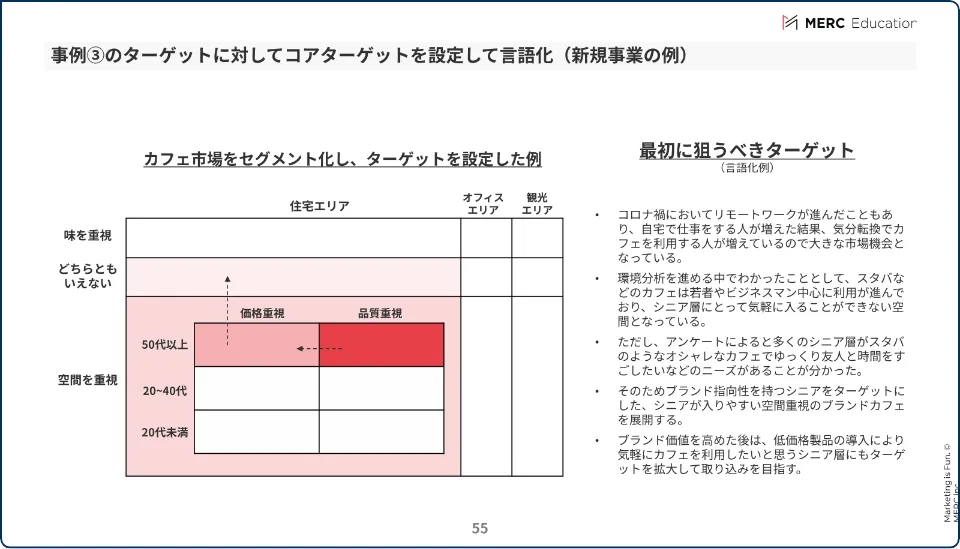 MERC Education
事例③のターゲットに対してコアターゲットを設定して言語化（新規事業の例）
カフェ市場をセグメント化し、ターゲットを設定した例
住宅エリア
オフィス
エリア
観光
エリア
味を重視
どちらとも
いえない
空間を重視
価格重視
品質重視
50代以上
20~40代
20代未満
最初に狙うべきターゲット
（言語化例）
• コロナ禍においてリモートワークが進んだこともあ
り、自宅で仕事をする人が増えた結果、気分転換でカ
フェを利用する人が増えているので大きな市場機会と
なっている。
• 環境分析を進める中でわかったこととして、スタバな
どのカフェは若者やビジネスマン中心に利用が進んで
おり、シニア層にとって気軽に入ることができない空
間となっている。
• ただし、アンケートによると多くのシニア層がスタバ
のようなオシャレなカフェでゆっくり友人と時間をす
ごしたいなどのニーズがあることが分かった。
• そのためブランド指向性を持つシニアをターゲットに
した、シニアが入りやすい空間重視のブランドカフェ
を展開する。
• ブランド価値を高めた後は、低価格製品の導入により
気軽にカフェを利用したいと思うシニア層にもターゲ
ットを拡大して取り込みを目指す。
Marketing is Fun. ©
MERC Inc.
55